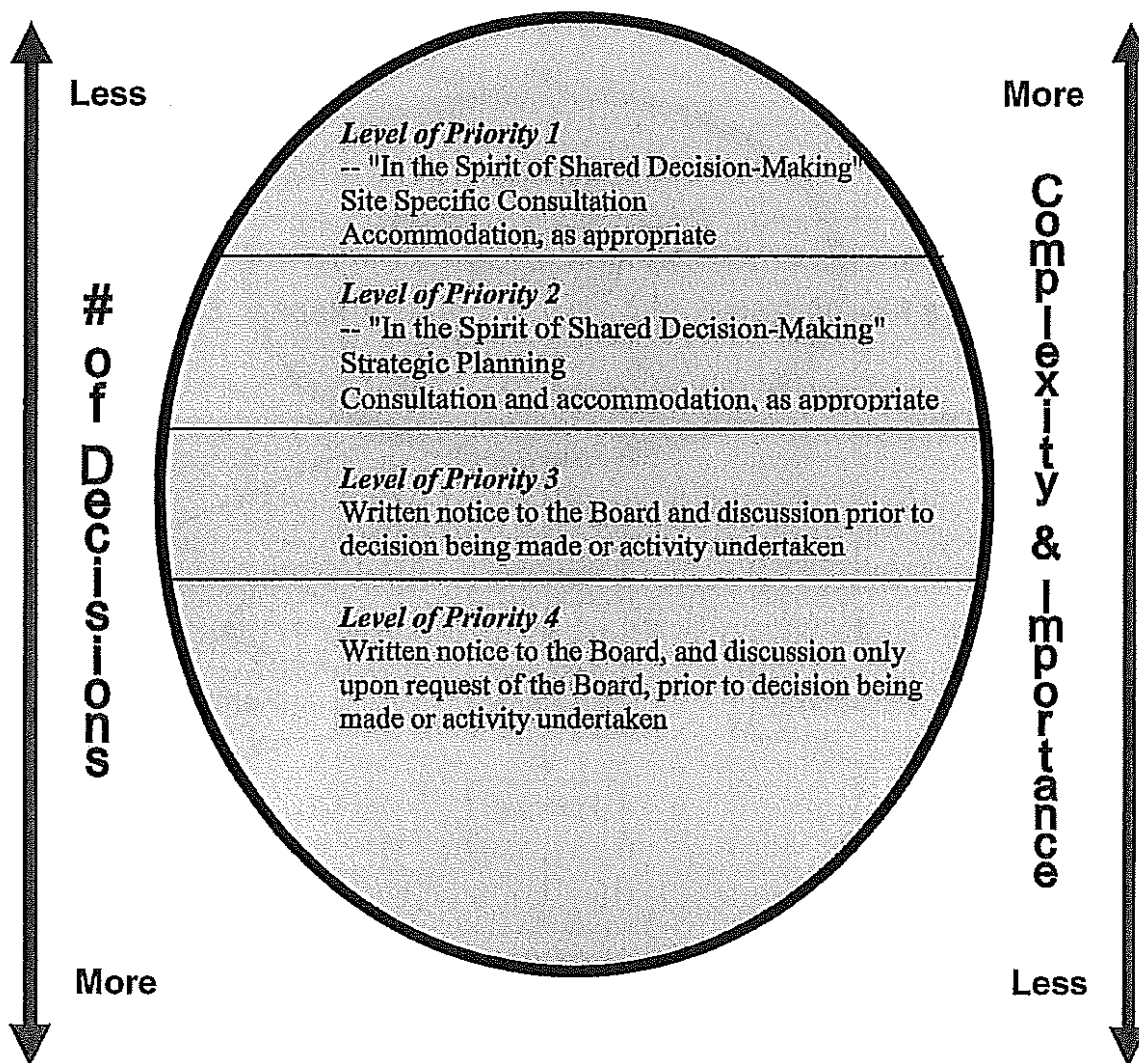 Less
More
Level of Priority 1
-- "In the Spirit of Shared Decision-Making"
Site Specific Consultation
Accommodation, as appropriate
Level of Priority 2
-- "In the Spirit of Shared Decision-Making"
Strategic Planning
Consultation and accommodation, as appropriate
Level of Priority 3
Written notice to the Board and discussion prior to
decision being made or activity undertaken
Level of Priority 4
Written notice to the Board, and discussion only
upon request of the Board, prior to decision being
made or activity undertaken
# of Decisions
Complexity & Importance
More
Less